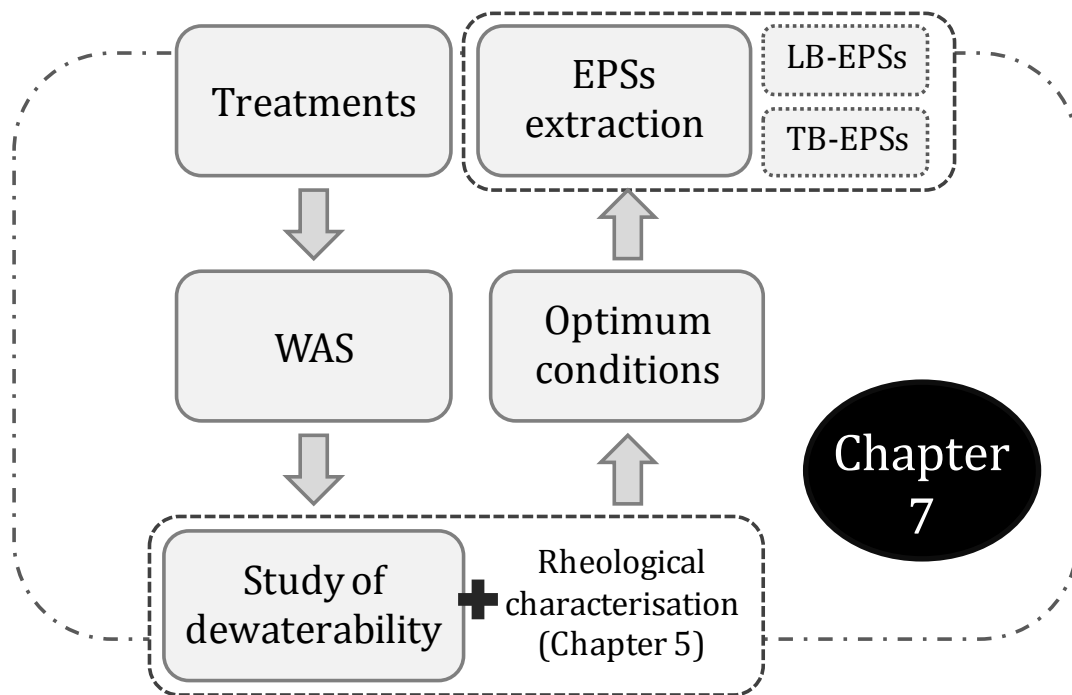 Treatments
EPSs
extraction
LB-EPSs
TB-EPSs
WAS
Optimum
conditions
Chapter
7
Study of
dewaterability
Rheological
characterisation
(Chapter 5)